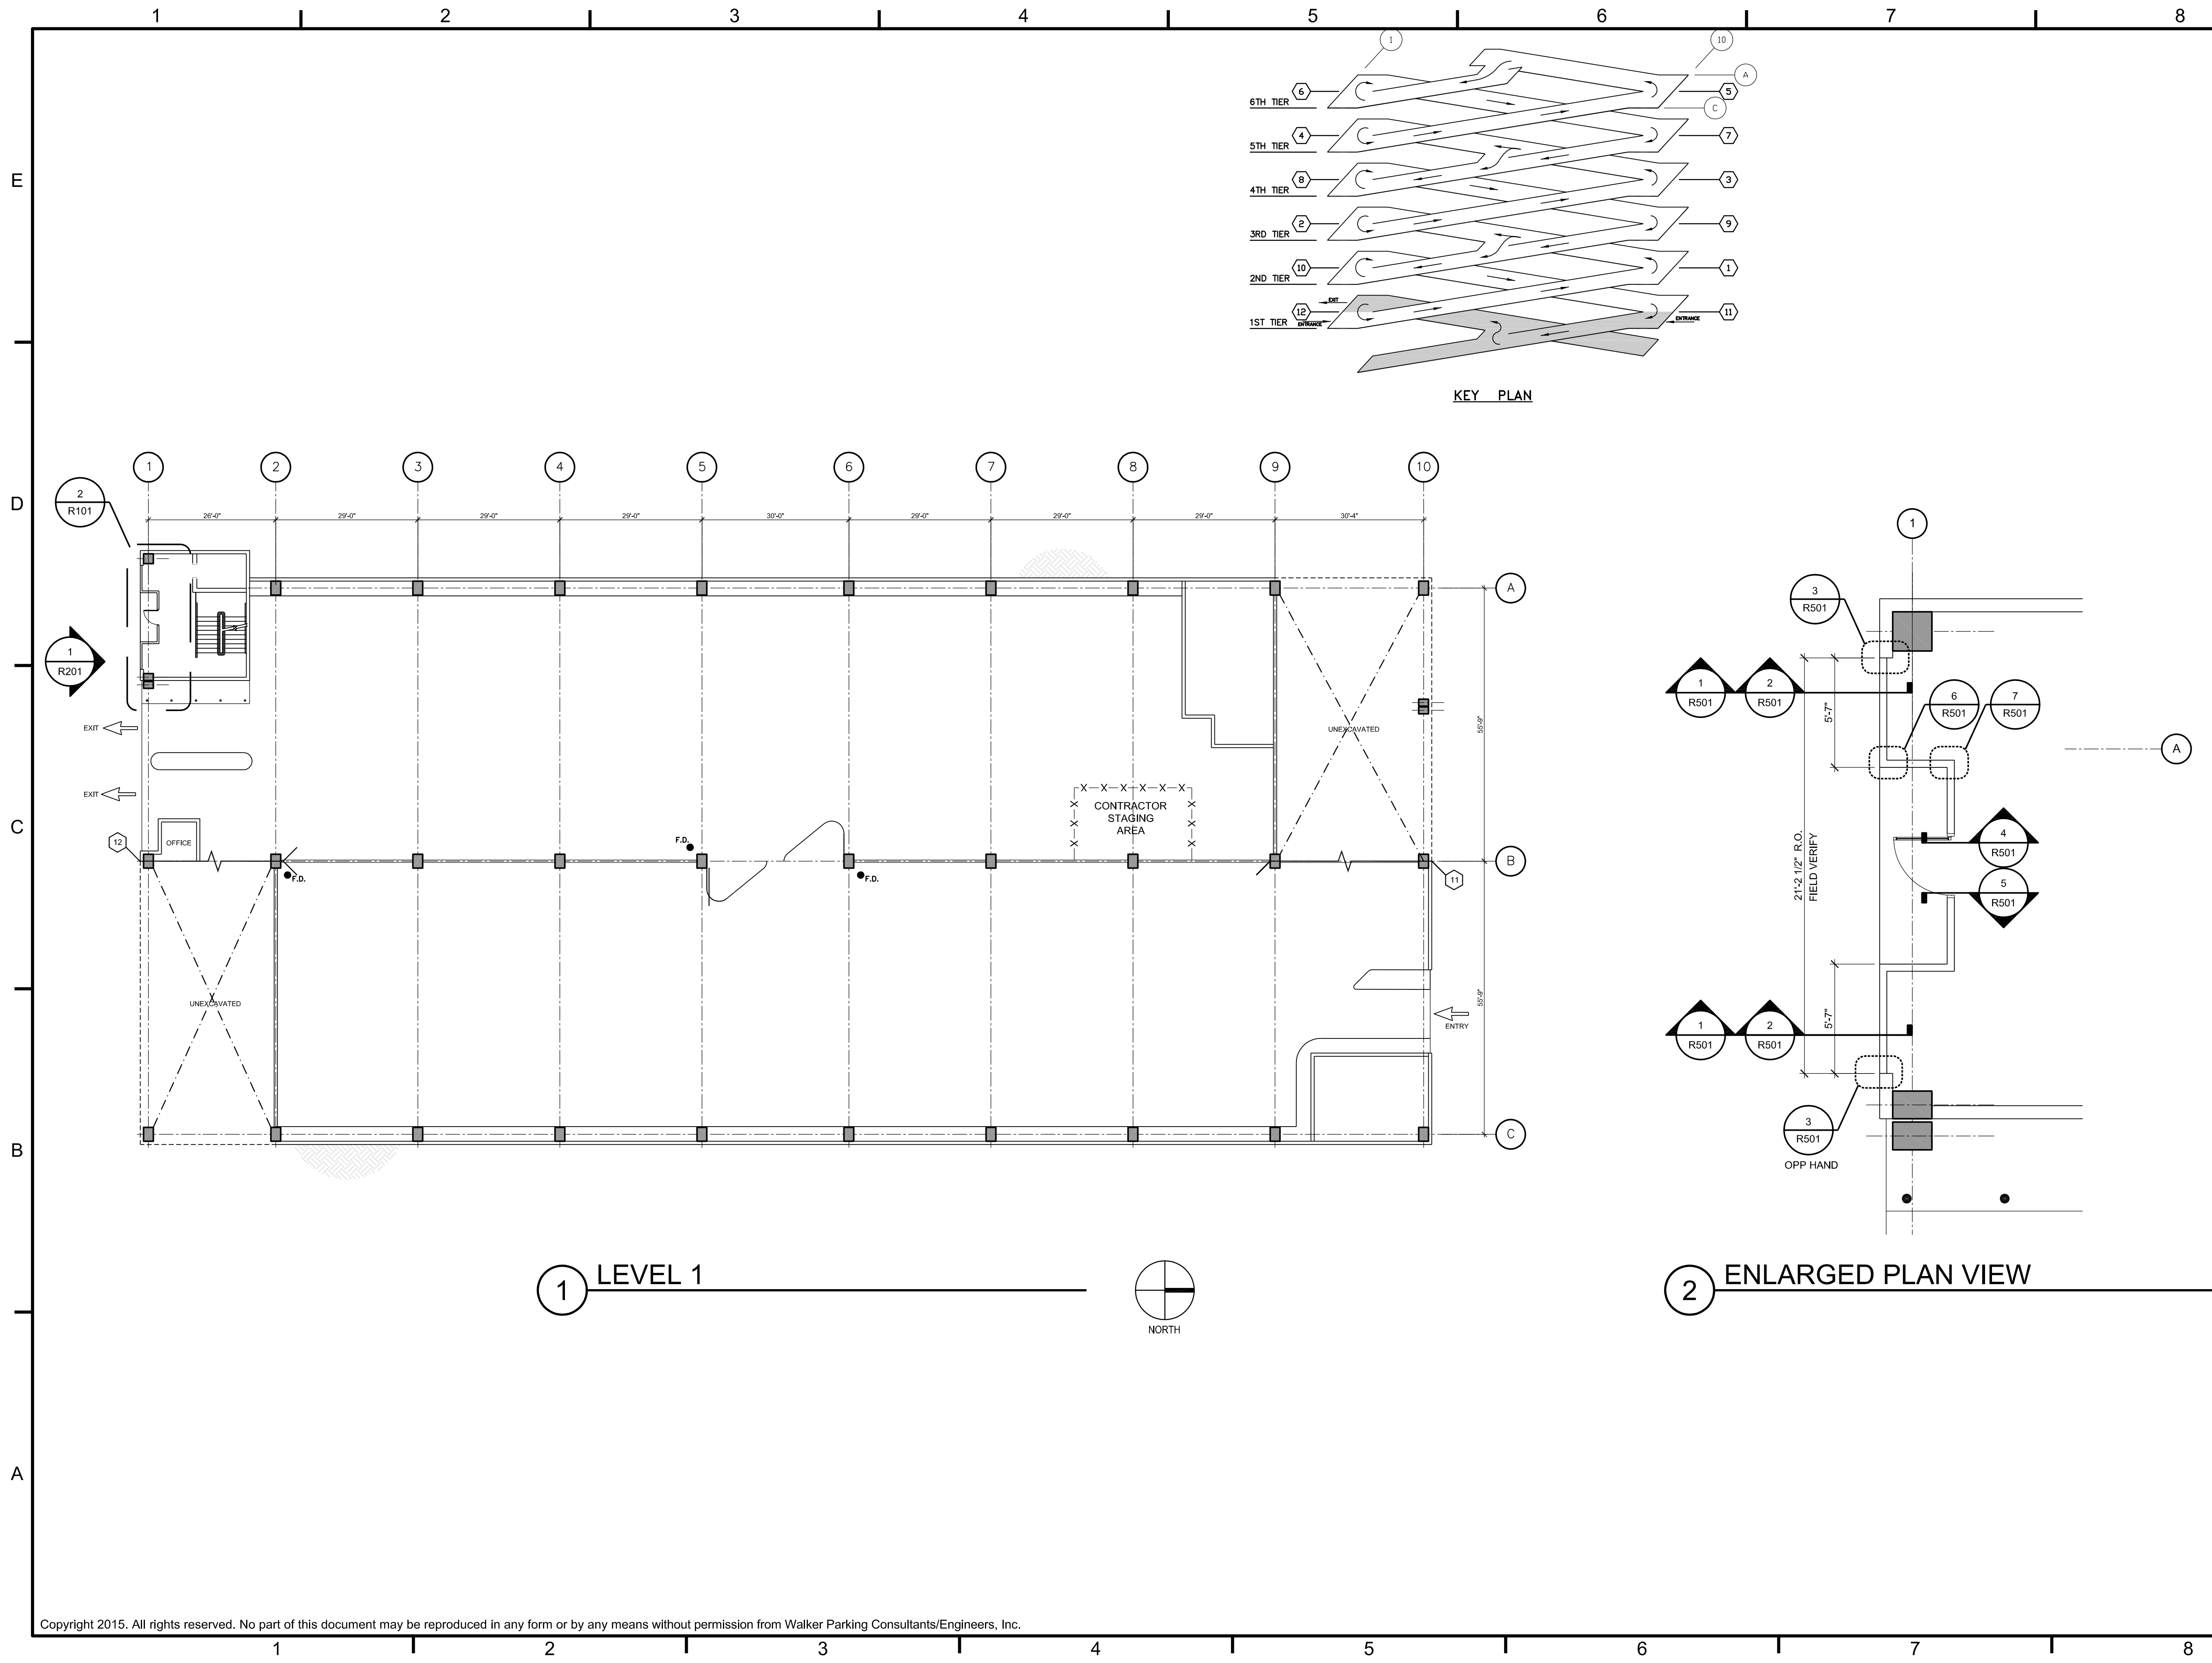 1 2 3 4 5 6 7 8
E
D
C
B
A
1
10
A
C
6
5
6TH TIER
4
7
5TH TIER
8
3
4TH TIER
2
9
3RD TIER
10
1
2ND TIER
EXIT
12
11
1ST TIER
ENTRANCE
ENTRANCE
KEY PLAN
1 2 3 4 5 6 7 8 9 10
2
R101
26'-0" 29'-0" 29'-0" 29'-0" 30'-0" 29'-0" 29'-0" 29'-0" 30'-4"
A
1
R201
EXIT
EXIT
UNEXCAVATED
55'-9"
CONTRACTOR
STAGING
AREA
X X X X X X
X X X
X X X
12
OFFICE
F.D.
B
F.D.
F.D.
11
UNEXCAVATED
55'-9"
ENTRY
C
1
LEVEL 1
NORTH
1
3
R501
1
R501
2
R501
5'-7"
6
R501
7
R501
A
21'-2 1/2" R.O.
FIELD VERIFY
4
R501
5
R501
5'-7"
1
R501
2
R501
3
R501
OPP HAND
2
ENLARGED PLAN VIEW
Copyright 2015. All rights reserved. No part of this document may be reproduced in any form or by any means without permission from Walker Parking Consultants/Engineers, Inc.
1 2 3 4 5 6 7 8